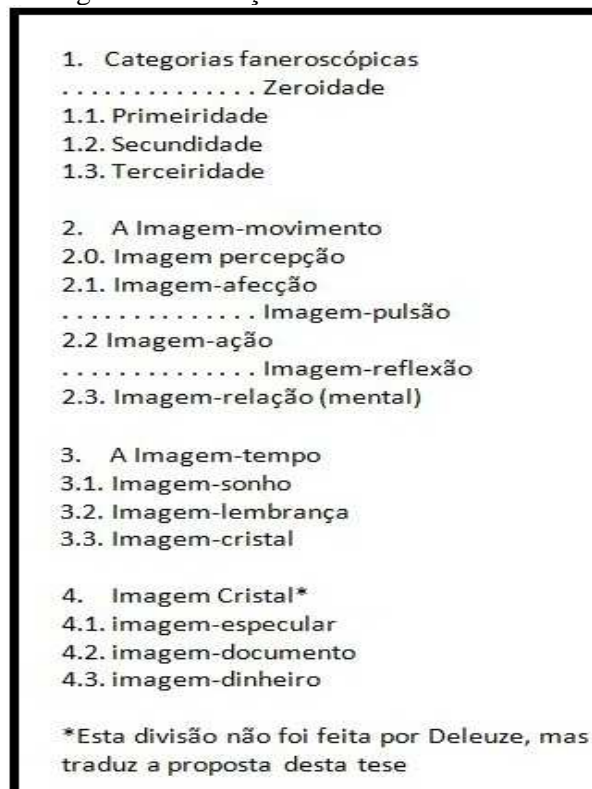 1. Categorias faneroscópicas
. . . . . . . . . . . . . . Zeroidade
1.1. Primeiridade
1.2. Secundidade
1.3. Terceiridade
2. A Imagem-movimento
2.0. Imagem percepção
2.1. Imagem-afecção
. . . . . . . . . . . . . . Imagem-pulsão
2.2 Imagem-ação
. . . . . . . . . . . . . . Imagem-reflexão
2.3. Imagem-relação (mental)
3. A Imagem-tempo
3.1. Imagem-sonho
3.2. Imagem-lembrança
3.3. Imagem-cristal
4. Imagem Cristal*
4.1. imagem-especular
4.2. imagem-documento
4.3. imagem-dinheiro
*Esta divisão não foi feita por Deleuze, mas
traduz a proposta desta tese